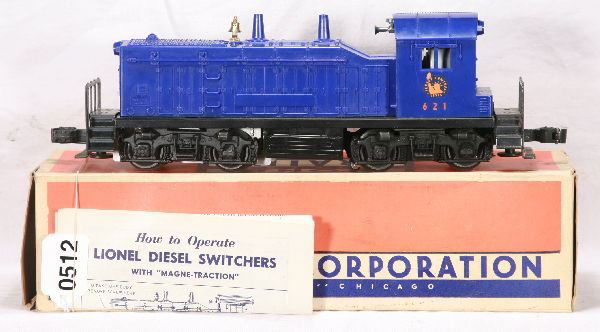 621
0512
How to Operate
LIONEL DIESEL SWITCHERS
WITH "MAGNE-TRACTION"
CORPORATION
CHICAGO